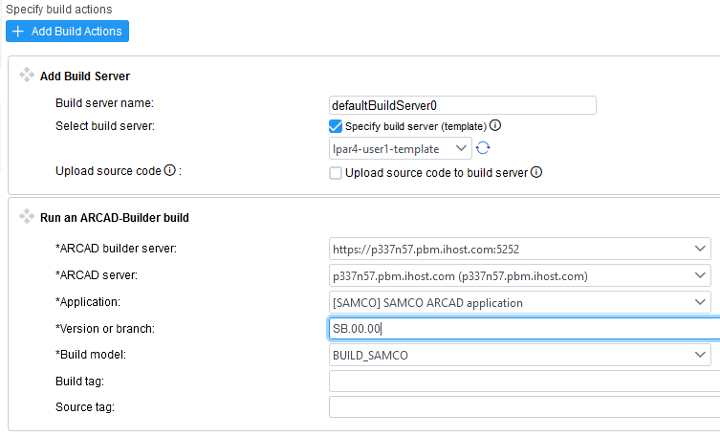 Specify build actions
+ Add Build Actions
Add Build Server
Build server name: defaultBuildServer0
Select build server: Specify build server (template)
lpar4-user1-template
Upload source code : Upload source code to build server
Run an ARCAD-Builder build
*ARCAD builder server: https://p337n57.pbm.ihost.com:5252
*ARCAD server: p337n57.pbm.ihost.com (p337n57.pbm.ihost.com)
*Application: [SAMCO] SAMCO ARCAD application
*Version or branch: SB.00.00
*Build model: BUILD_SAMCO
Build tag:
Source tag: